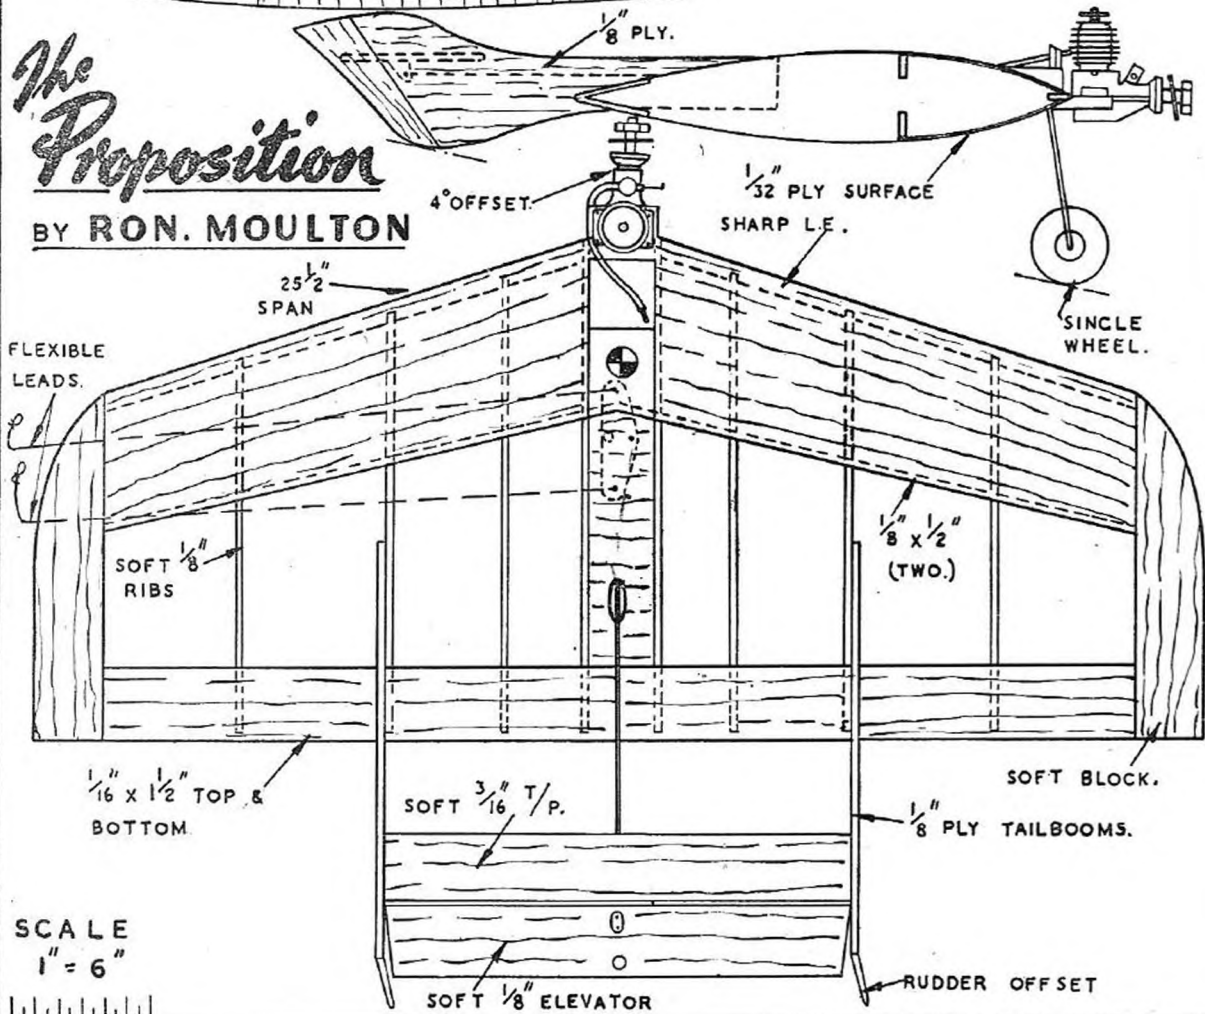 The
Proposition
BY RON. MOULTON
1/8" PLY.
4° OFFSET.
1/32" PLY SURFACE
SHARP L.E.
25 1/2"
SPAN
SINGLE
WHEEL.
FLEXIBLE
LEADS.
SOFT 1/8"
RIBS
1/8" x 1/2"
(TWO.)
1/16" x 1 1/2" TOP &
BOTTOM.
SOFT 3/16" T/P.
SOFT BLOCK.
1/8" PLY TAILBOOMS.
SCALE
1" = 6"
SOFT 1/8" ELEVATOR
RUDDER OFFSET